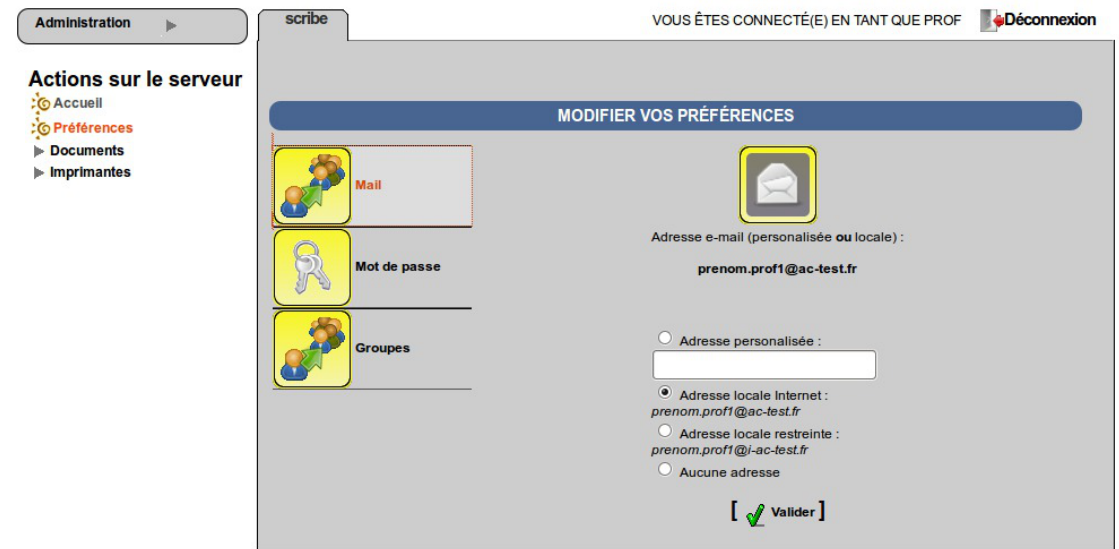 Administration
scribe
VOUS ÊTES CONNECTÉ(E) EN TANT QUE PROF
Déconnexion
Actions sur le serveur
Accueil
Préférences
Documents
Imprimantes
MODIFIER VOS PRÉFÉRENCES
Mail
Mot de passe
Groupes
Adresse e-mail (personalisée ou locale) :
prenom.prof1@ac-test.fr
Adresse personalisée :
Adresse locale Internet :
prenom.prof1@ac-test.fr
Adresse locale restreinte :
prenom.prof1@i-ac-test.fr
Aucune adresse
[ Valider ]